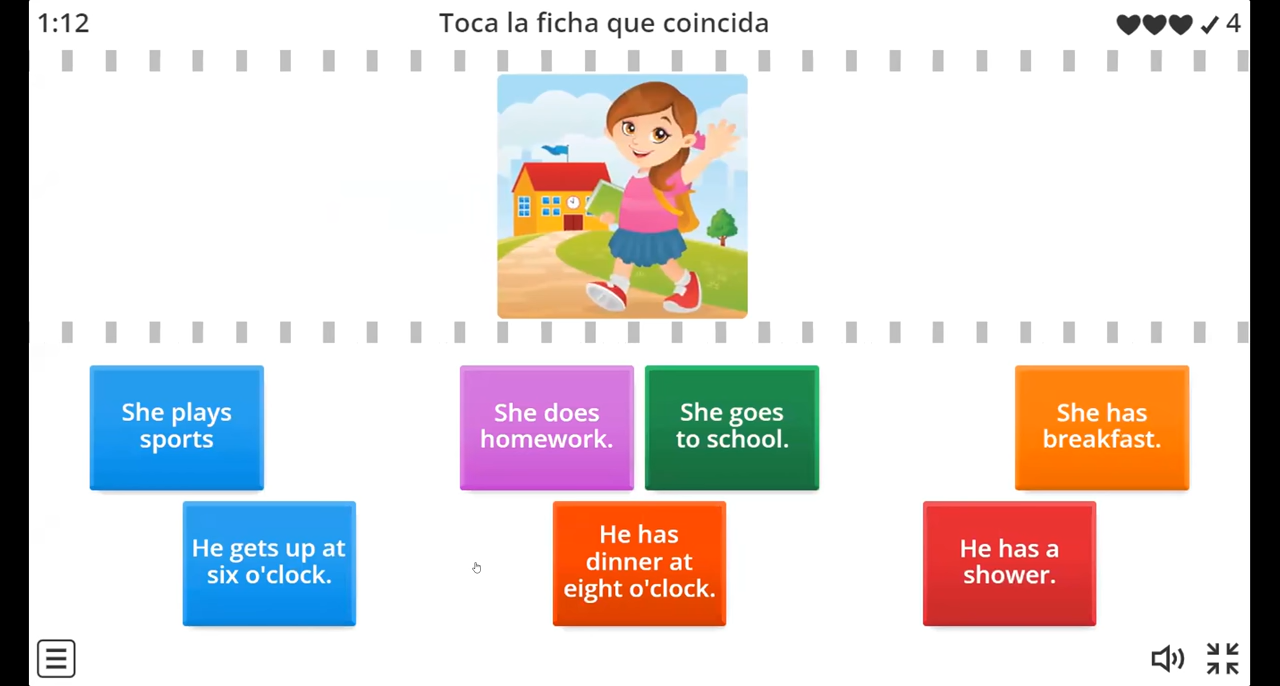 1:12
Toca la ficha que coincida
✓ 4
She plays
sports
She does
homework.
She goes
to school.
She has
breakfast.
He gets up at
six o'clock.
He has
dinner at
eight o'clock.
He has a
shower.